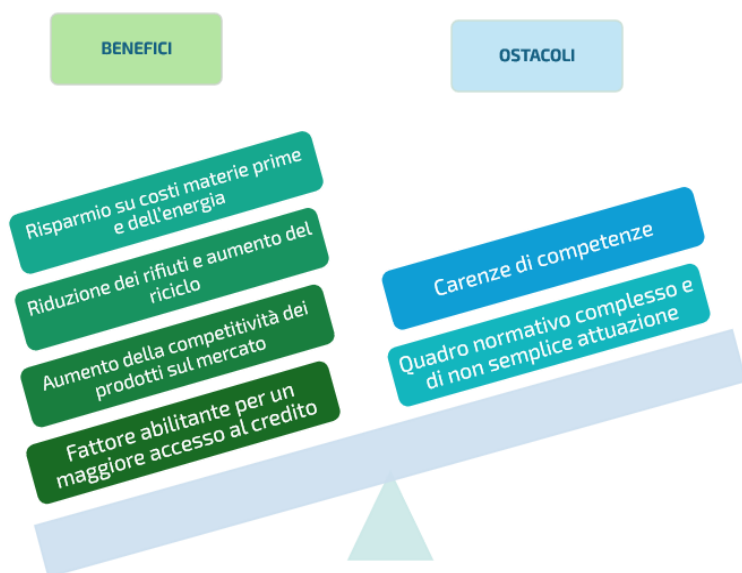 BENEFICI
OSTACOLI
Risparmio su costi materie prime
e dell'energia
Riduzione dei rifiuti e aumento del
riciclo
Aumento della competitività dei
prodotti sul mercato
Fattore abilitante per un
maggiore accesso al credito
Carenze di competenze
Quadro normativo complesso e
di non semplice attuazione